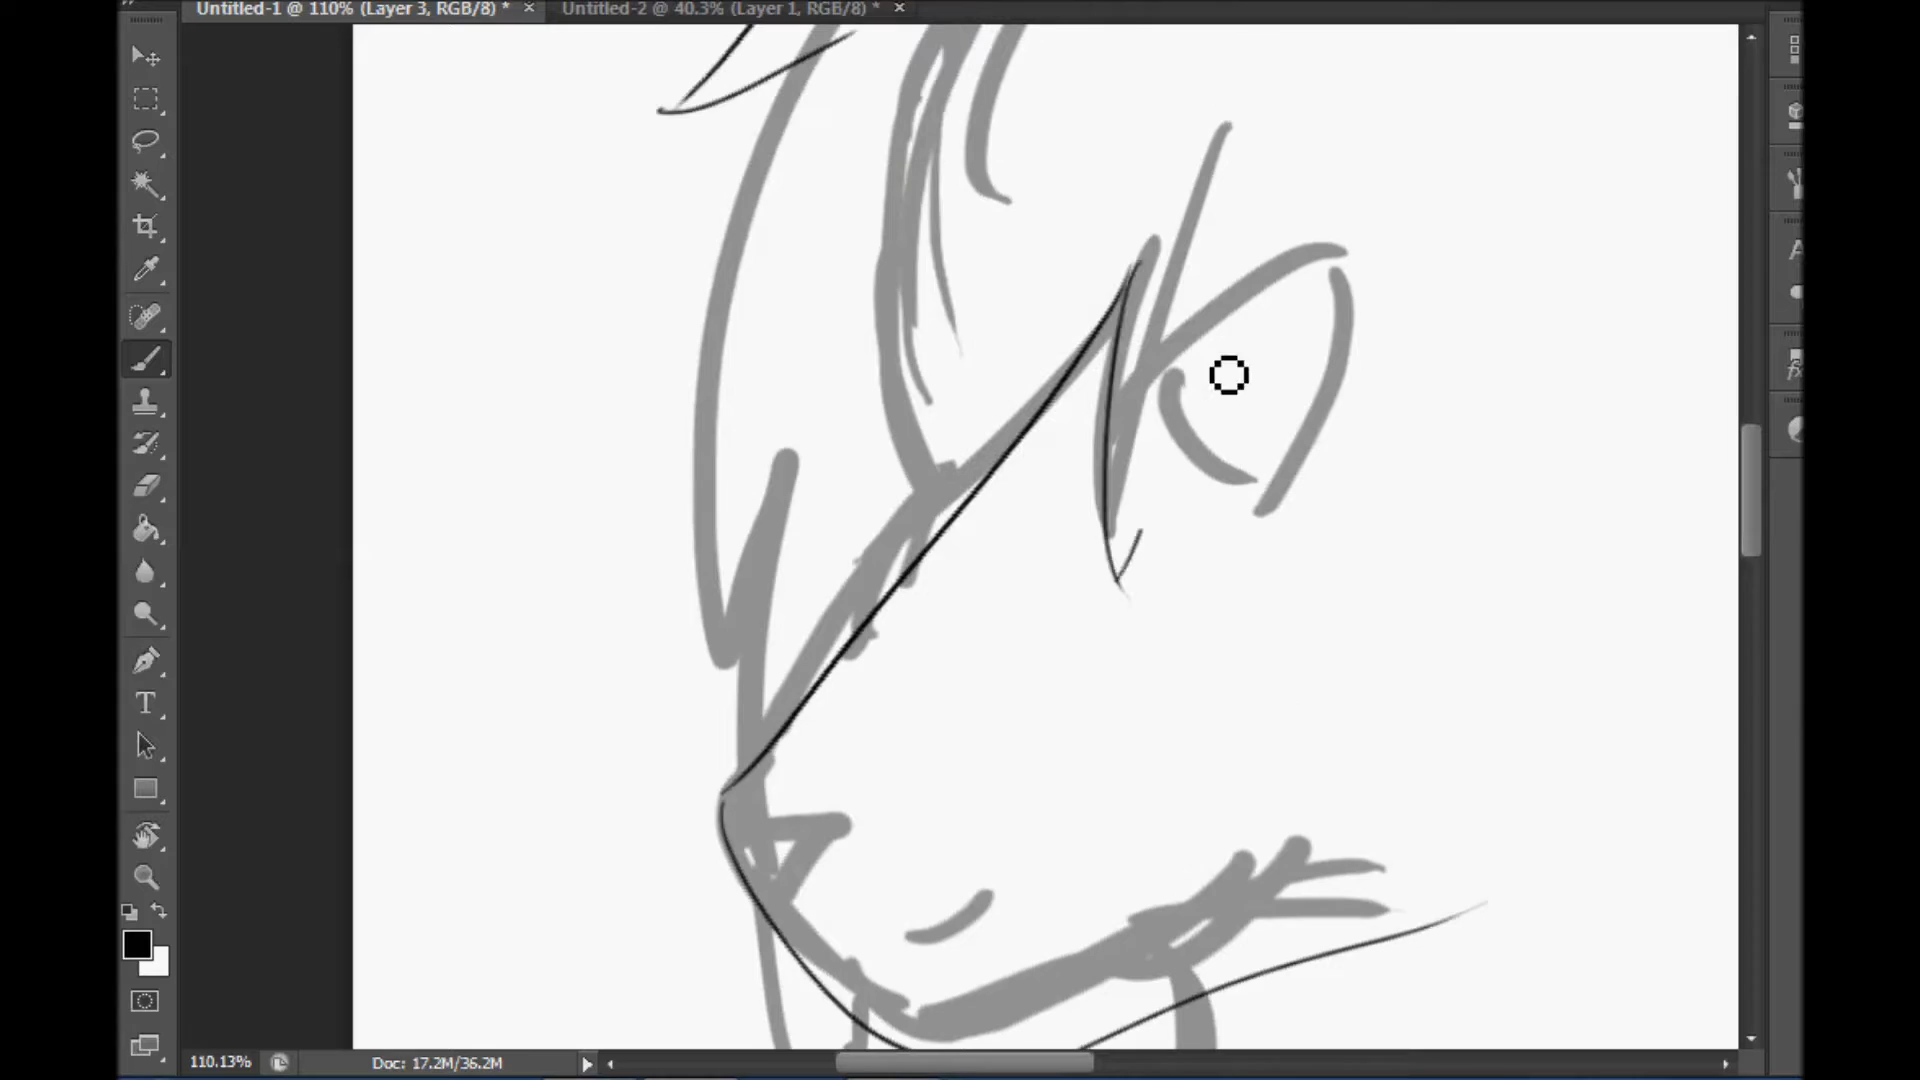 Untitled-1 @ 110% (Layer 3, RGB/8) * × Untitled-2 @ 40.3% (Layer 1, RGB/8) * ×
T
A
fx
110.13% Doc: 17.2M/36.2M